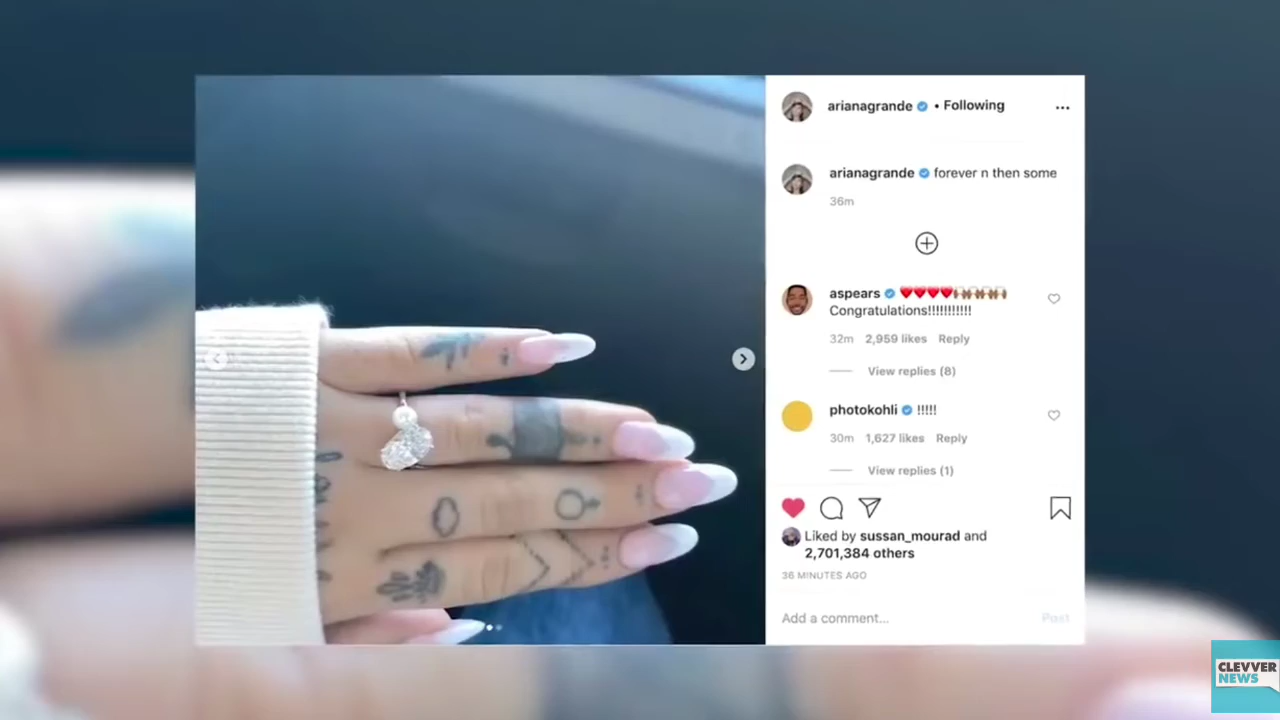 arianagrande • Following
arianagrande forever n then some
36m
aspears ❤️❤️❤️❤️
Congratulations!!!!!!!!!!!
32m 2,959 likes Reply
View replies (8)
photokohli !!!!!
30m 1,627 likes Reply
View replies (1)
Liked by sussan_mourad and
2,701,384 others
36 MINUTES AGO
Add a comment... Post
CLEVVER
NEWS